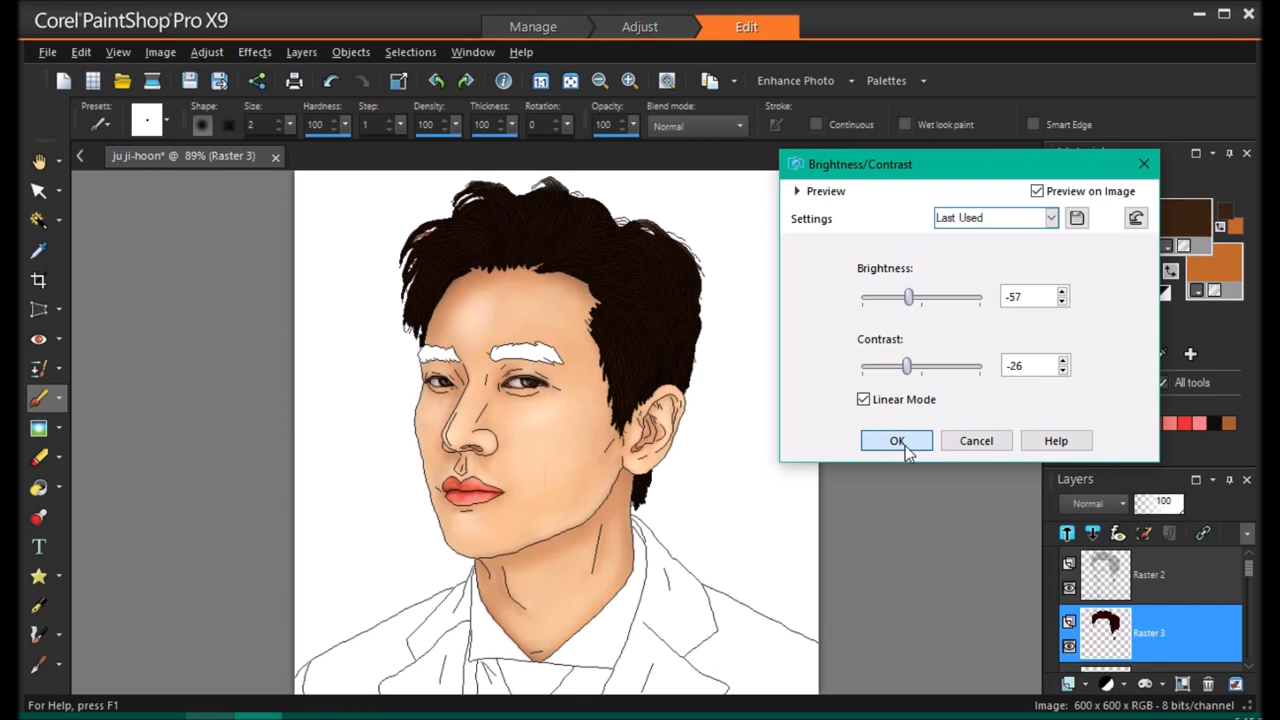 Corel PaintShop Pro X9
Manage
Adjust
Edit
File Edit View Image Adjust Effects Layers Objects Selections Window Help
Enhance Photo
Palettes
Presets:
Shape:
Size:
Hardness:
Step:
Density:
Thickness:
Rotation:
Opacity:
Blend mode:
Stroke:
2
100
1
100
100
0
100
Normal
Continuous
Wet look paint
Smart Edge
ju ji-hoon* @ 89% (Raster 3)
Brightness/Contrast
Preview
Preview on Image
Settings
Last Used
Brightness:
-57
Contrast:
-26
Linear Mode
OK
Cancel
Help
All tools
Layers
Normal
100
Raster 2
Raster 3
For Help, press F1
Image: 600 x 600 x RGB - 8 bits/channel